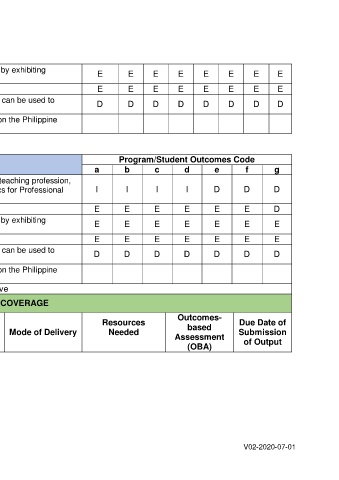 by exhibiting E E E E E E E E
E E E E E E E E
can be used to D D D D D D D D
on the Philippine
Program/Student Outcomes Code
a b c d e f g
teaching profession,
cs for Professional I I I I D D D
E E E E E E D
by exhibiting E E E E E E E
E E E E E E E
can be used to D D D D D D D
on the Philippine
ve
COVERAGE
Mode of Delivery
Resources
Needed
Outcomes-
based
Assessment
(OBA)
Due Date of
Submission
of Output
V02-2020-07-01